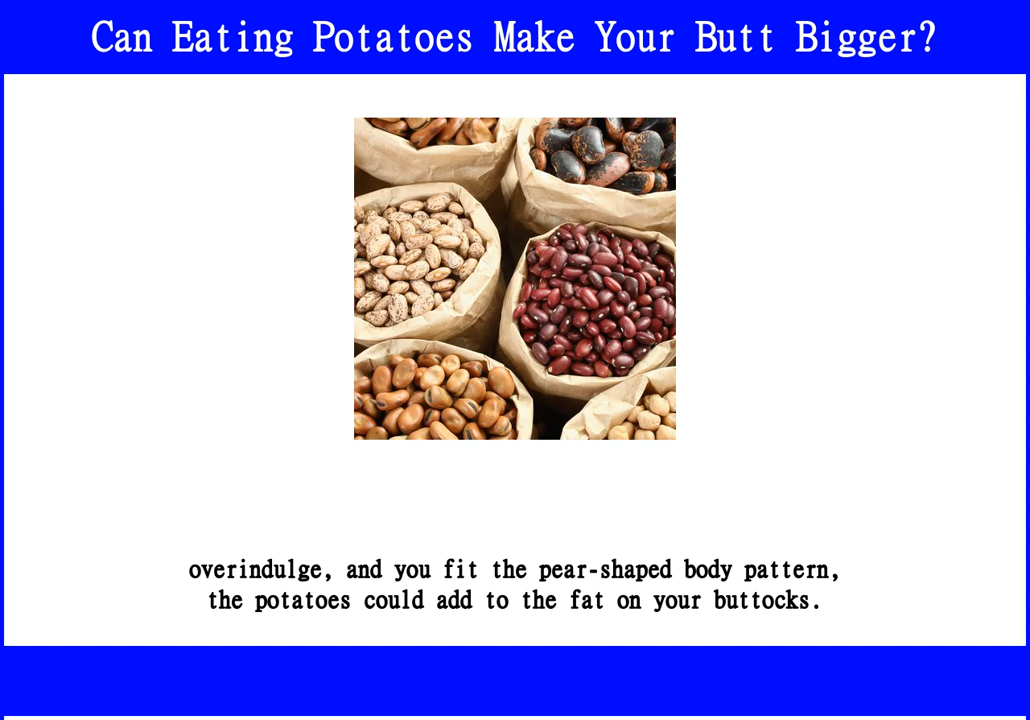 Can Eating Potatoes Make Your Butt Bigger?
overindulge, and you fit the pear-shaped body pattern,
the potatoes could add to the fat on your buttocks.